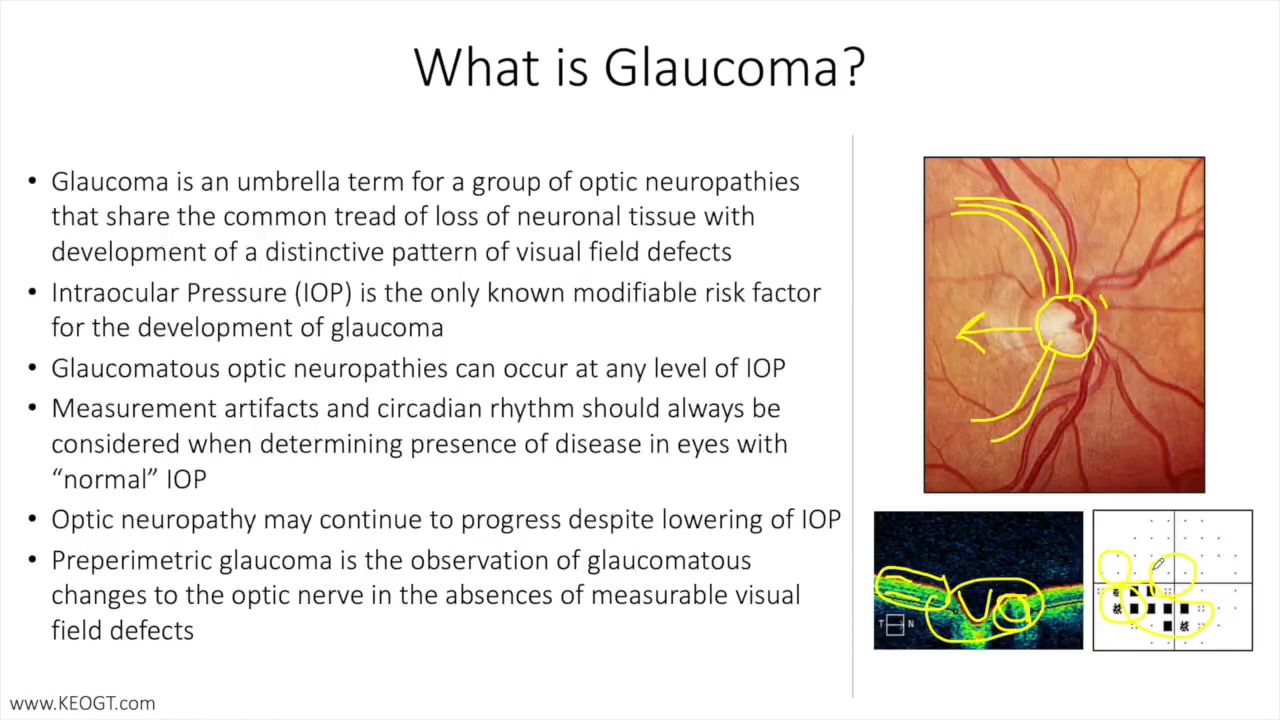 What is Glaucoma?
• Glaucoma is an umbrella term for a group of optic neuropathies
that share the common tread of loss of neuronal tissue with
development of a distinctive pattern of visual field defects
• Intraocular Pressure (IOP) is the only known modifiable risk factor
for the development of glaucoma
• Glaucomatous optic neuropathies can occur at any level of IOP
• Measurement artifacts and circadian rhythm should always be
considered when determining presence of disease in eyes with
“normal” IOP
• Optic neuropathy may continue to progress despite lowering of IOP
• Preperimetric glaucoma is the observation of glaucomatous
changes to the optic nerve in the absences of measurable visual
field defects
T N
www.KEOGT.com